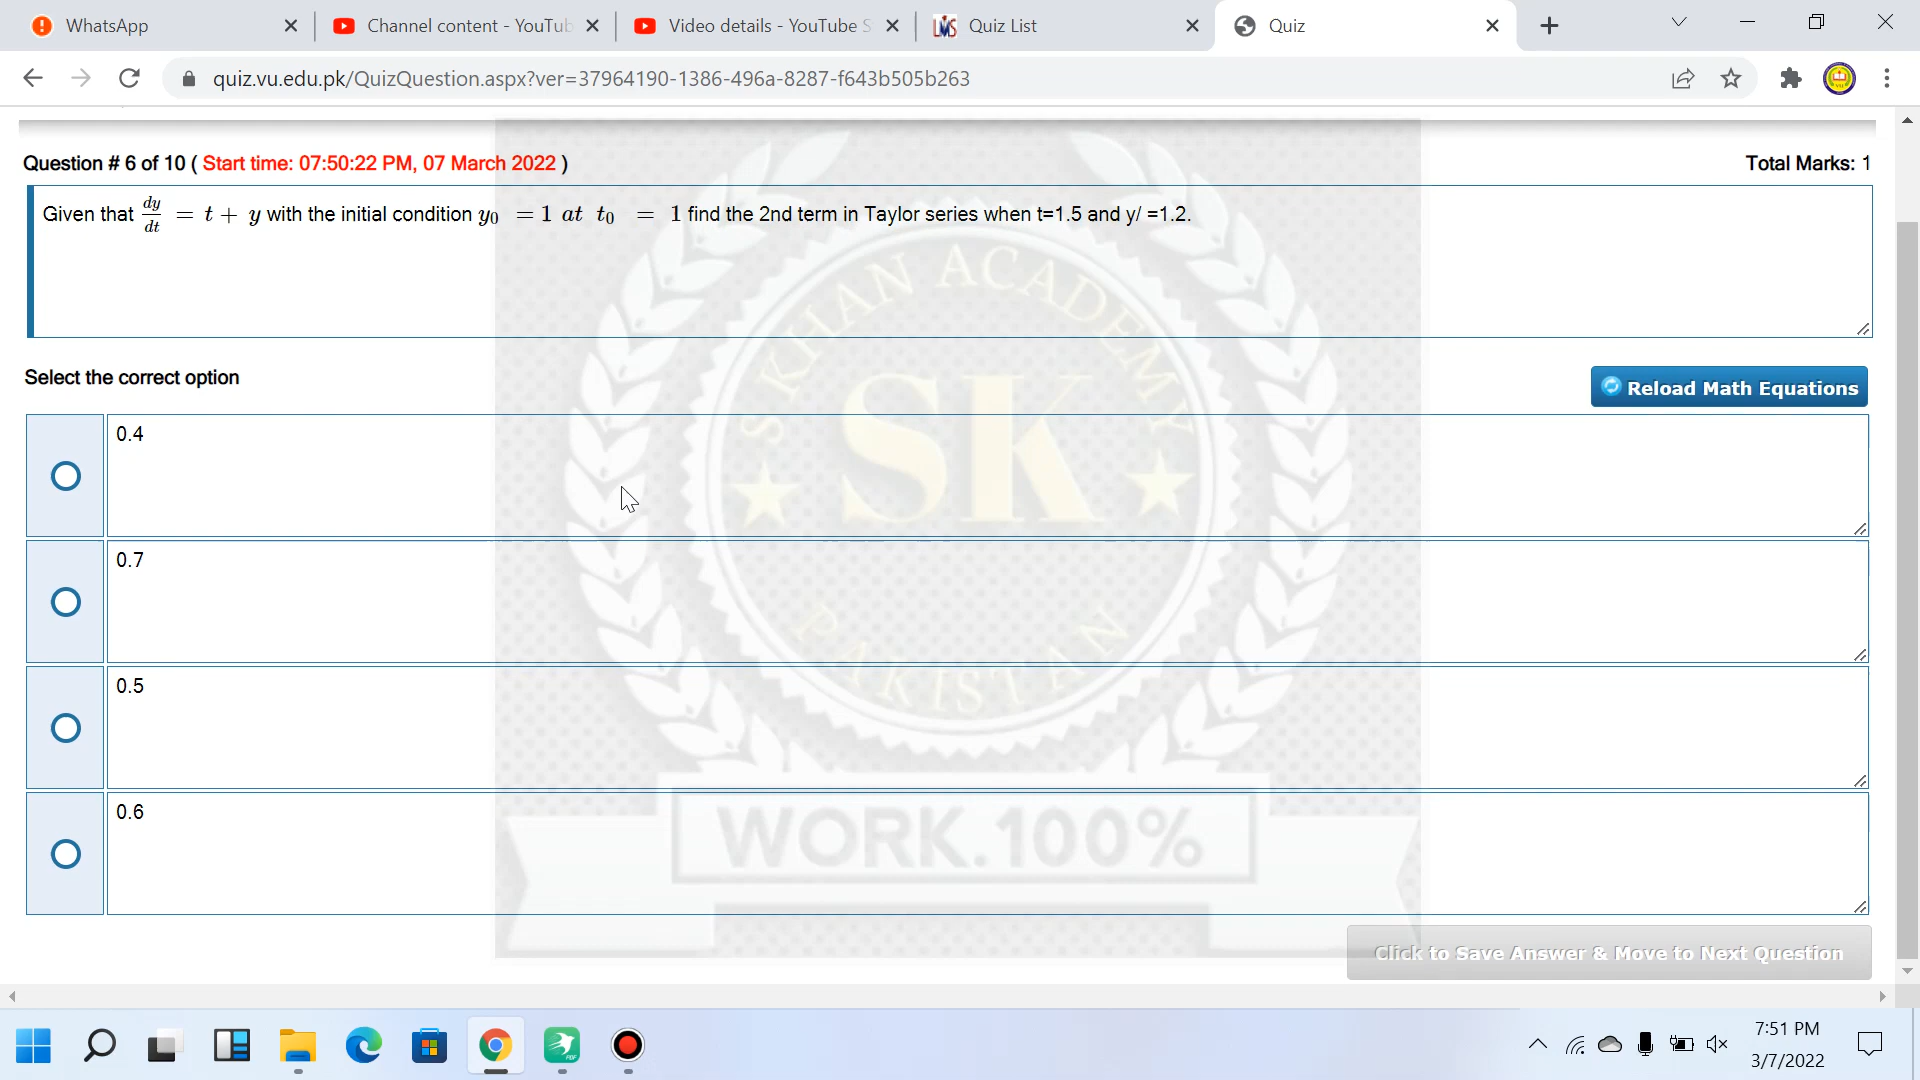 WhatsApp
Channel content - YouTub
Video details - YouTube S
Quiz List
Quiz
quiz.vu.edu.pk/QuizQuestion.aspx?ver=37964190-1386-496a-8287-f643b505b263
Question # 6 of 10 ( Start time: 07:50:22 PM, 07 March 2022 )
Total Marks: 1
Given that dy/dt = t + y with the initial condition y₀ = 1 at t₀ = 1 find the 2nd term in Taylor series when t=1.5 and y/ =1.2.
Select the correct option
Reload Math Equations
0.4
0.7
0.5
0.6
SKHAN ACADEMY
SK
PAKISTAN
WORK.100%
Click to Save Answer & Move to Next Question
7:51 PM
3/7/2022